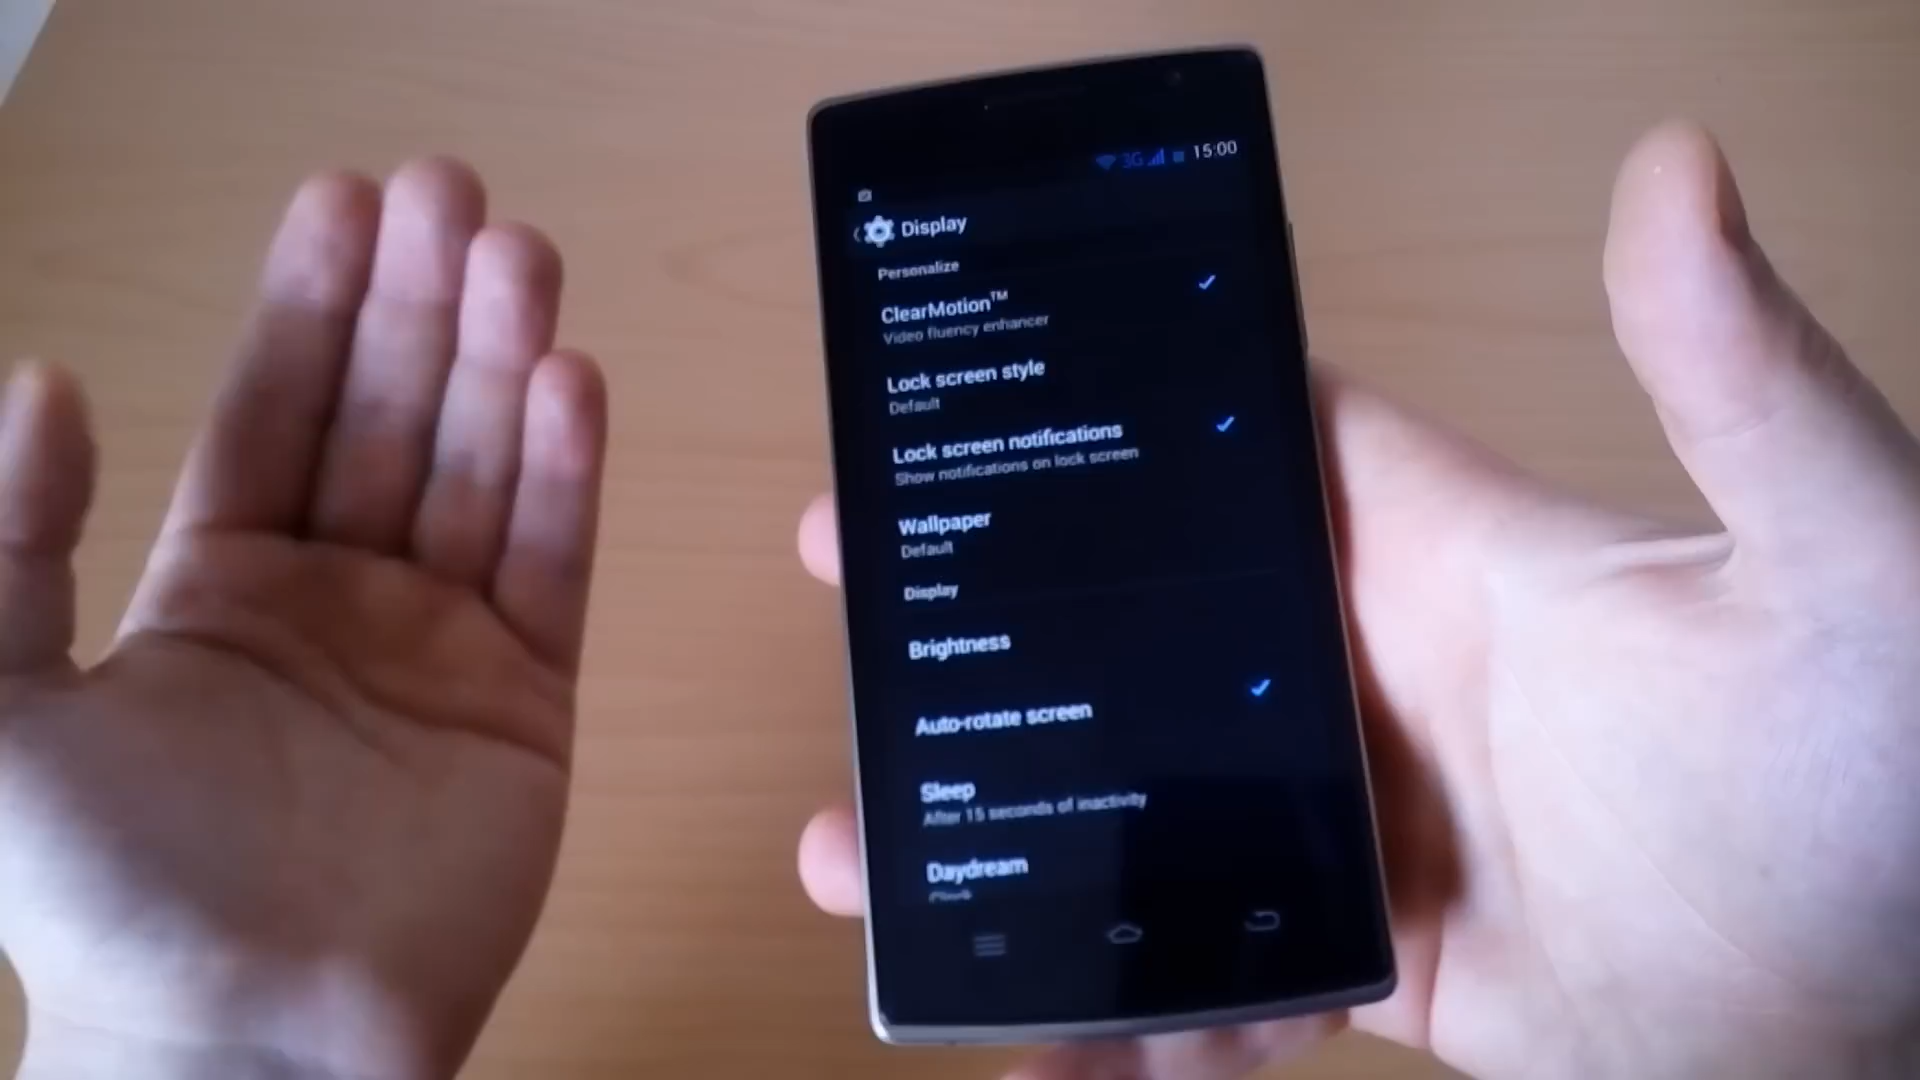 3G 15:00
Display
Personalize
ClearMotion™
Video fluency enhancer
Lock screen style
Default
Lock screen notifications
Show notifications on lock screen
Wallpaper
Default
Display
Brightness
Auto-rotate screen
Sleep
After 15 seconds of inactivity
Daydream